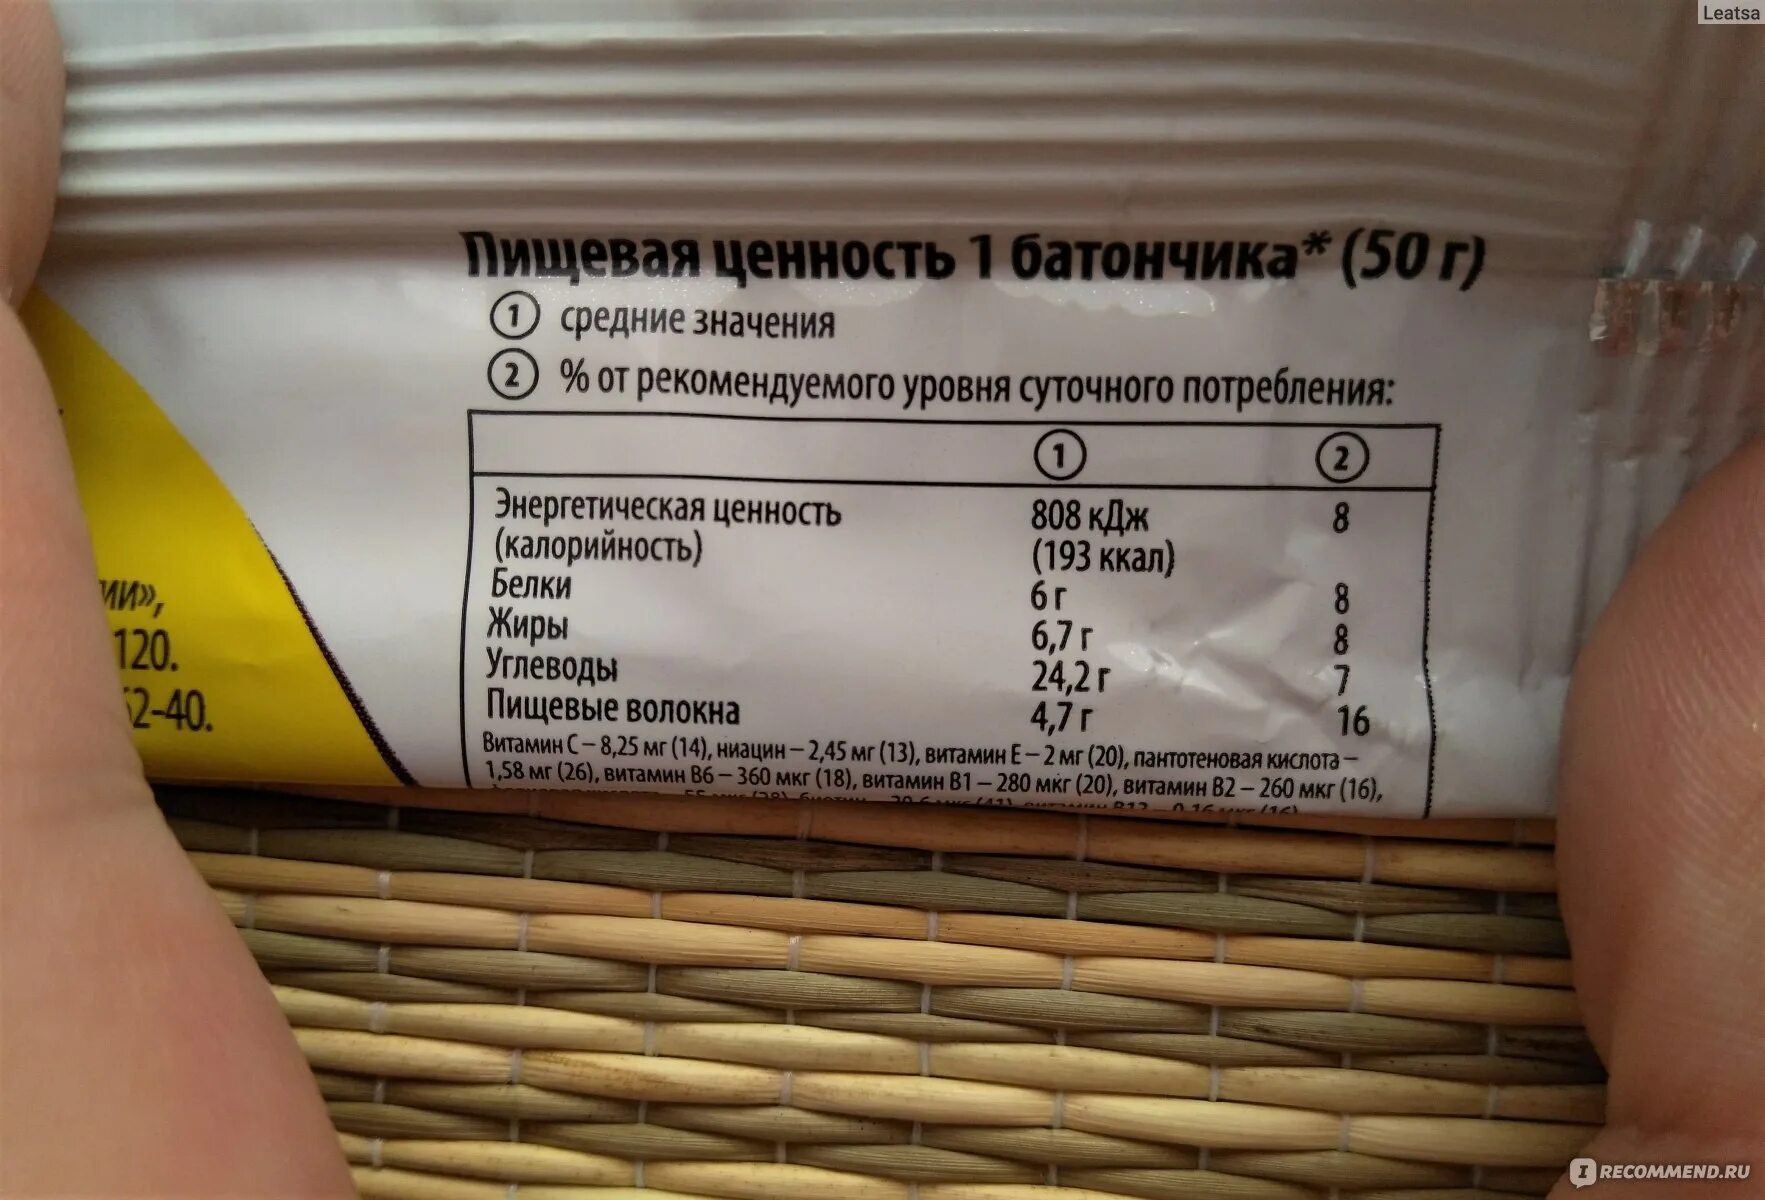 Leatsa
Пищевая ценность 1 батончика* (50 г)
1 средние значения
2 % от рекомендуемого уровня суточного потребления:
1 2
Энергетическая ценность 808 кДж 8
(калорийность) (193 ккал)
Белки 6 г 8
Жиры 6,7 г 8
Углеводы 24,2 г 7
Пищевые волокна 4,7 г 16
Витамин С – 8,25 мг (14), ниацин – 2,45 мг (13), витамин Е – 2 мг (20), пантотеновая кислота –
1,58 мг (26), витамин В6 – 360 мкг (18), витамин В1 – 280 мкг (20), витамин В2 – 260 мкг (16),
ИИ»,
120.
52-40.
RECOMMEND.RU